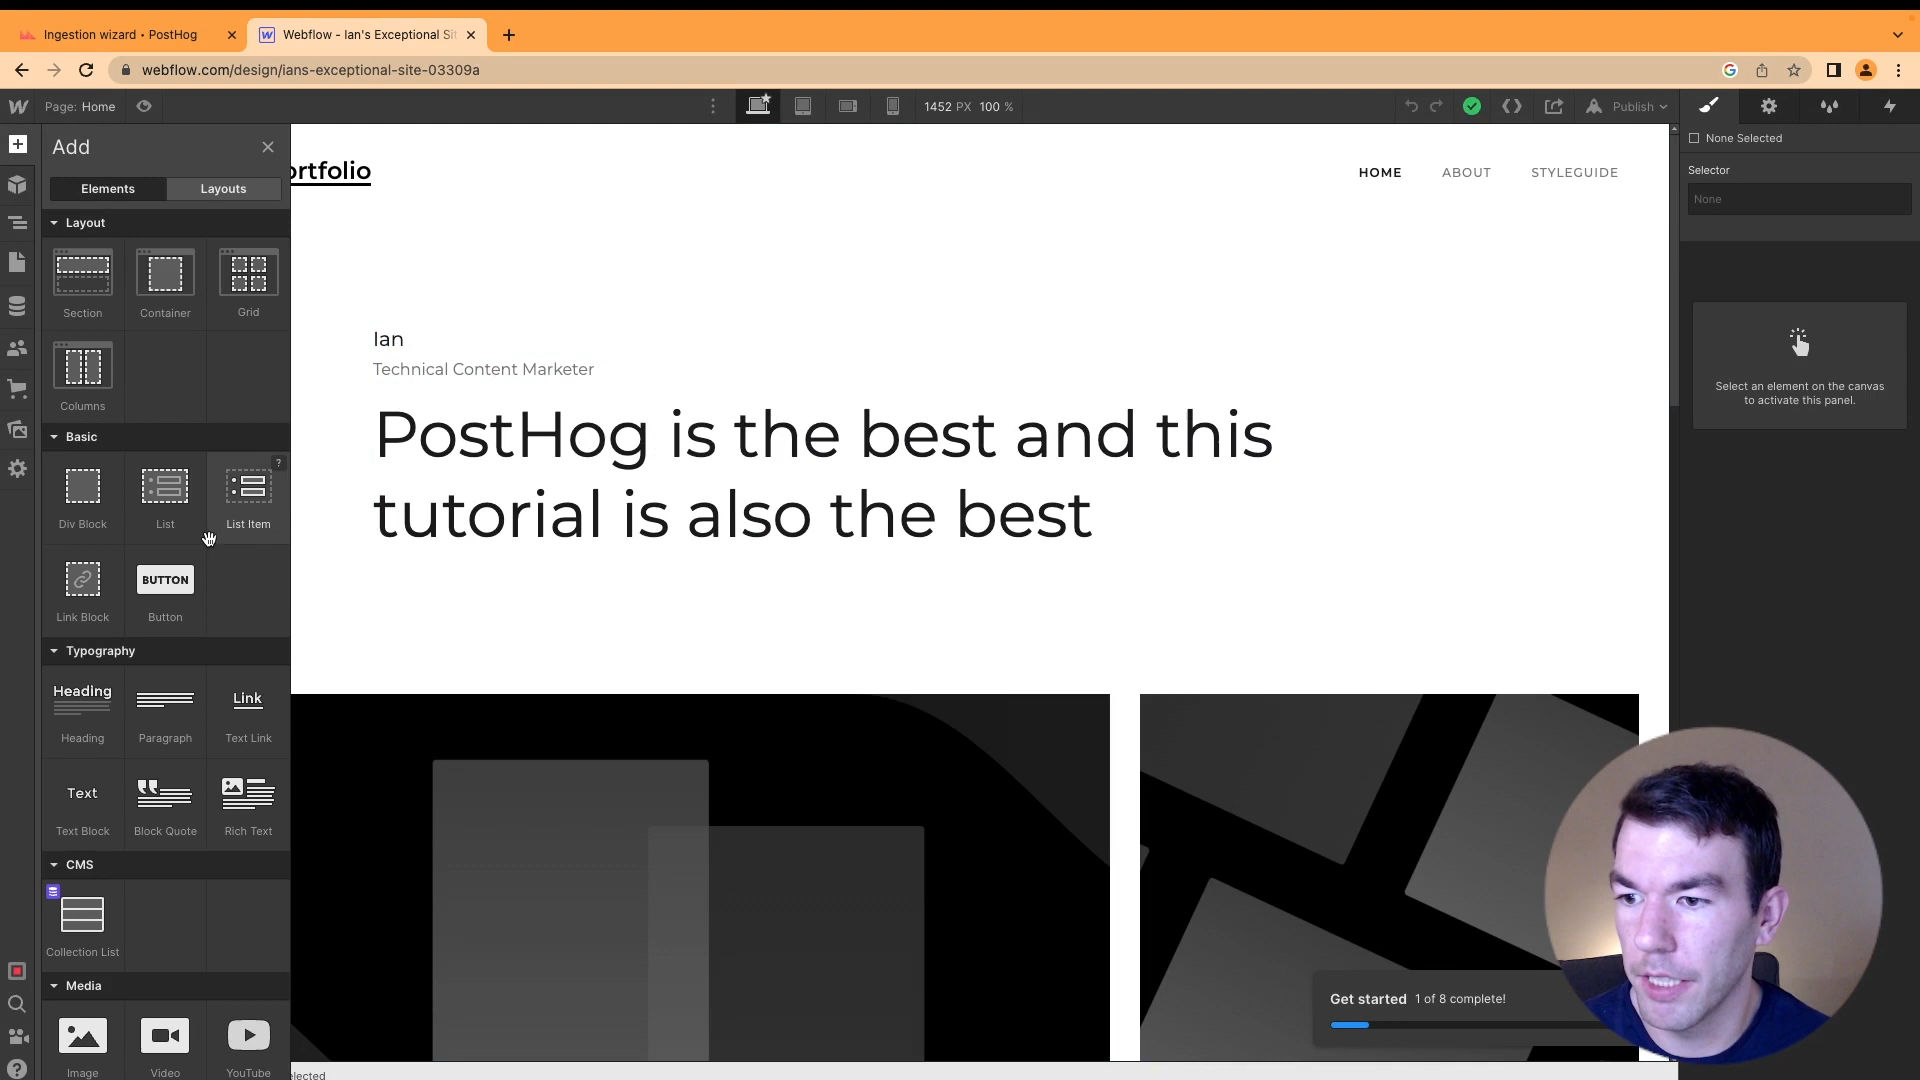 Ingestion wizard • PostHog
Webflow - Ian's Exceptional Sit
webflow.com/design/ians-exceptional-site-03309a
Page: Home
1452 PX 100 %
Publish
Add
Elements
Layouts
Layout
Section
Container
Grid
Columns
Basic
?
Div Block
List
List Item
BUTTON
Link Block
Button
Typography
Heading
Link
Heading
Paragraph
Text Link
Text
Text Block
Block Quote
Rich Text
CMS
Collection List
Media
Image
Video
YouTube
ortfolio
HOME
ABOUT
STYLEGUIDE
Ian
Technical Content Marketer
PostHog is the best and this
tutorial is also the best
Get started 1 of 8 complete!
elected
None Selected
Selector
None
Select an element on the canvas
to activate this panel.